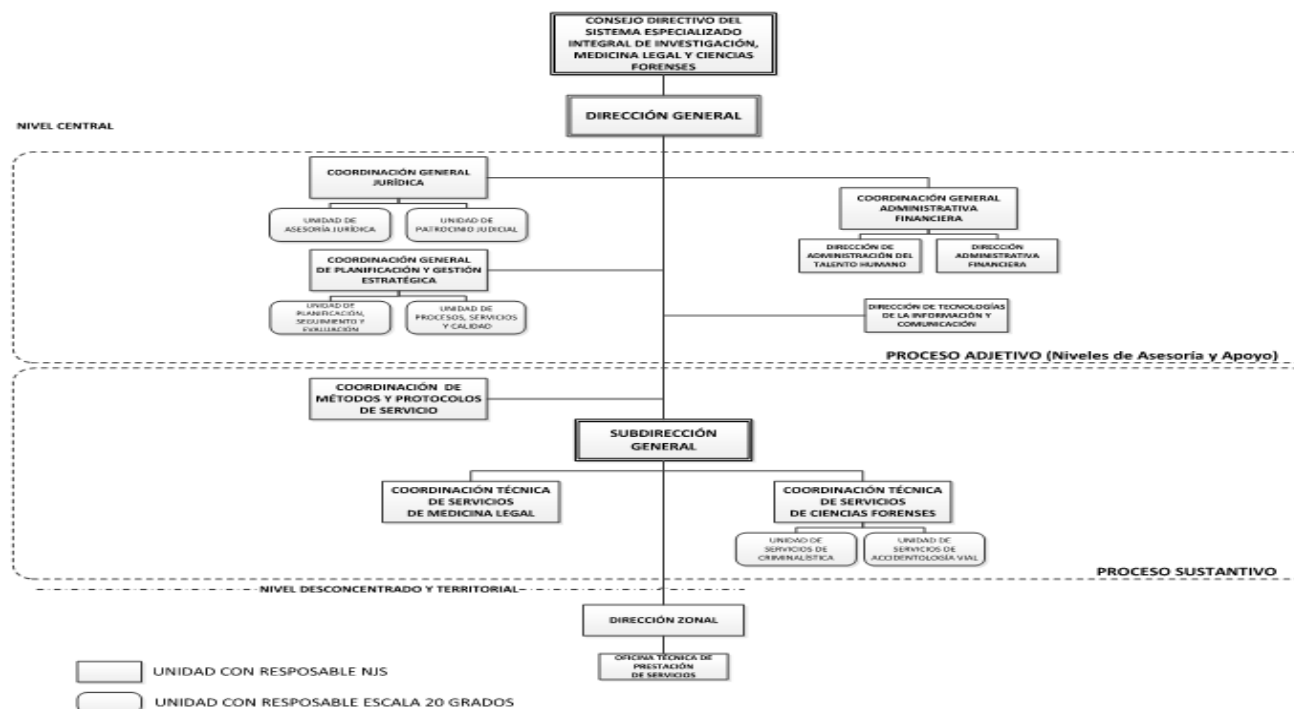 CONSEJO DIRECTIVO DEL
SISTEMA ESPECIALIZADO
INTEGRAL DE INVESTIGACIÓN,
MEDICINA LEGAL Y CIENCIAS
FORENSES
DIRECCIÓN GENERAL
NIVEL CENTRAL
COORDINACIÓN GENERAL
JURÍDICA
UNIDAD DE
ASESORÍA JURÍDICA
UNIDAD DE
PATROCINIO JUDICIAL
COORDINACIÓN GENERAL
ADMINISTRATIVA
FINANCIERA
DIRECCIÓN DE
ADMINISTRACIÓN DEL
TALENTO HUMANO
DIRECCIÓN
ADMINISTRATIVA
FINANCIERA
COORDINACIÓN GENERAL
DE PLANIFICACIÓN Y GESTIÓN
ESTRATÉGICA
UNIDAD DE
PLANIFICACIÓN,
SEGUIMIENTO Y
EVALUACIÓN
UNIDAD DE
PROCESOS, SERVICIOS
Y CALIDAD
DIRECCIÓN DE TECNOLOGÍAS
DE LA INFORMACIÓN Y
COMUNICACIÓN
PROCESO ADJETIVO (Niveles de Asesoría y Apoyo)
COORDINACIÓN DE
MÉTODOS Y PROTOCOLOS
DE SERVICIO
SUBDIRECCIÓN
GENERAL
COORDINACIÓN TÉCNICA
DE SERVICIOS
DE MEDICINA LEGAL
COORDINACIÓN TÉCNICA
DE SERVICIOS
DE CIENCIAS FORENSES
UNIDAD DE
SERVICIOS DE
CRIMINALÍSTICA
UNIDAD DE
SERVICIOS DE
ACCIDENTOLOGÍA VIAL
PROCESO SUSTANTIVO
NIVEL DESCONCENTRADO Y TERRITORIAL
DIRECCIÓN ZONAL
OFICINA TÉCNICA DE
PRESTACIÓN
DE SERVICIOS
UNIDAD CON RESPOSABLE NJS
UNIDAD CON RESPOSABLE ESCALA 20 GRADOS